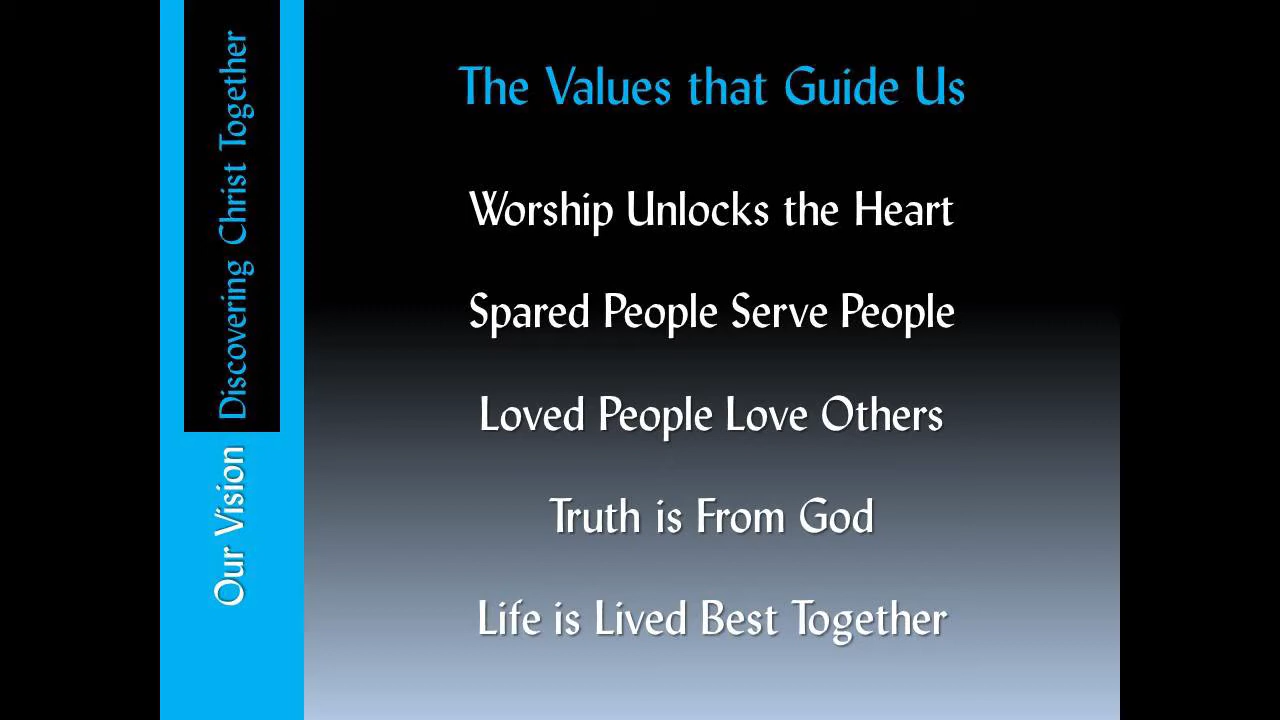 Our Vision Discovering Christ Together
The Values that Guide Us
Worship Unlocks the Heart
Spared People Serve People
Loved People Love Others
Truth is From God
Life is Lived Best Together